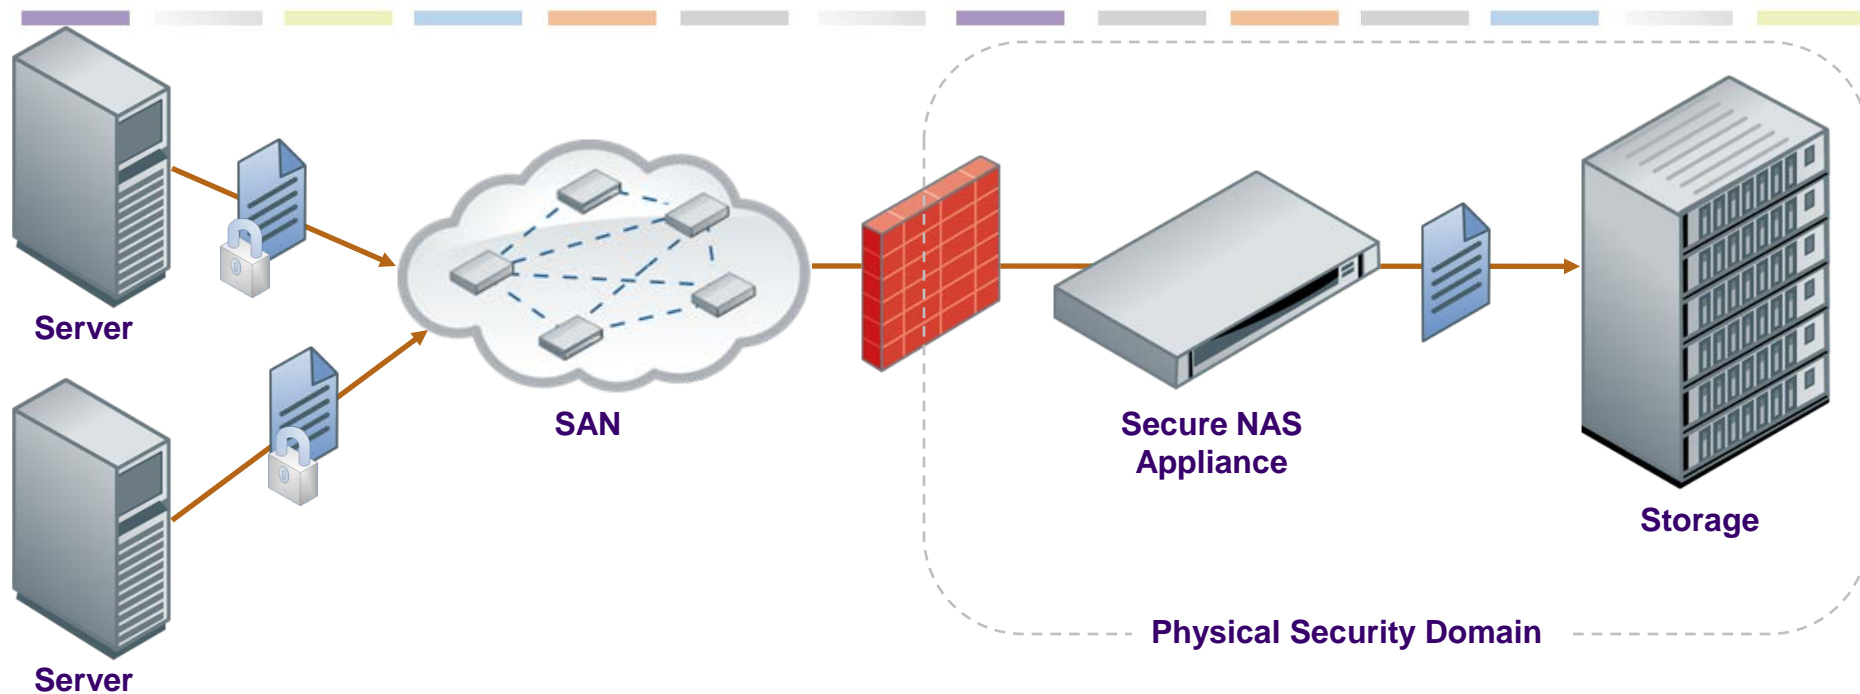 Server
SAN
Secure NAS
Appliance
Storage
Physical Security Domain
Server